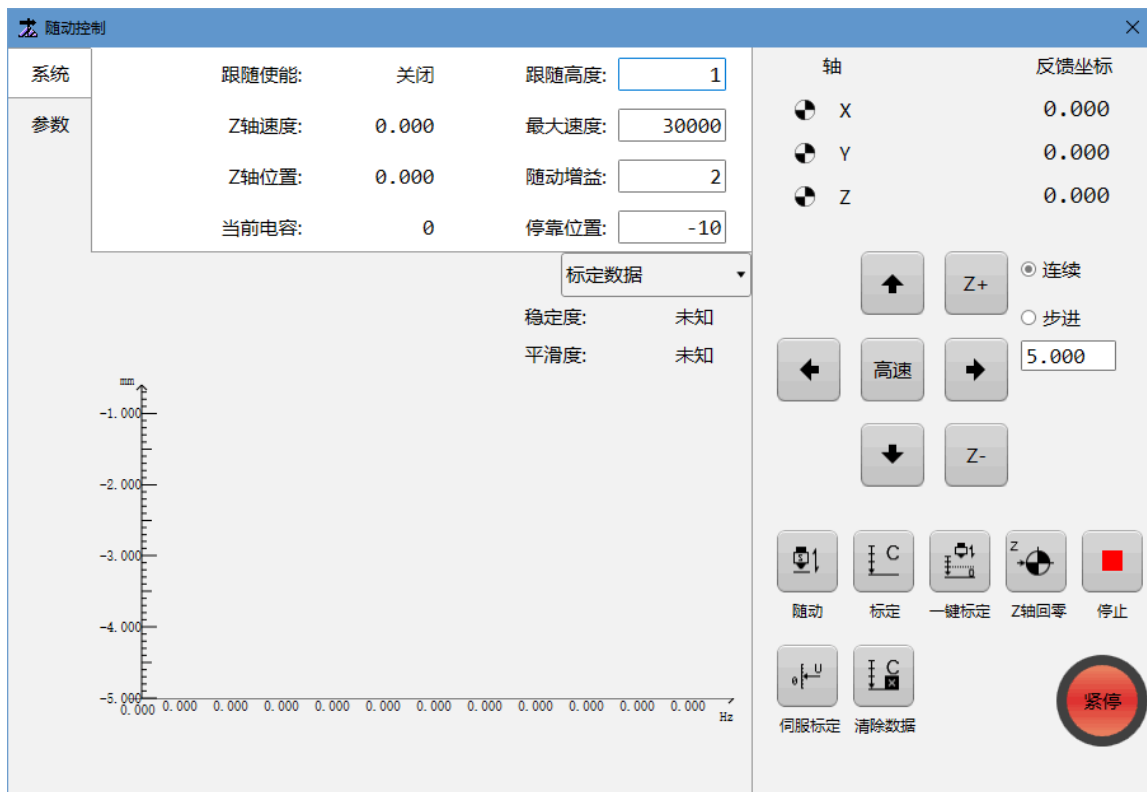 随动控制
系统
参数
跟随使能: 关闭 跟随高度: 1
Z轴速度: 0.000 最大速度: 30000
Z轴位置: 0.000 随动增益: 2
当前电容: 0 停靠位置: -10
标定数据
稳定度: 未知
平滑度: 未知
mm
-1.000
-2.000
-3.000
-4.000
-5.000
0.000 0.000 0.000 0.000 0.000 0.000 0.000 0.000 0.000 0.000 0.000 0.000
Hz
轴 反馈坐标
X 0.000
Y 0.000
Z 0.000
Z+
连续
步进
高速
5.000
Z-
S C 0 Z
随动 标定 一键标定 Z轴回零 停止
0 U C X
伺服标定 清除数据
紧停